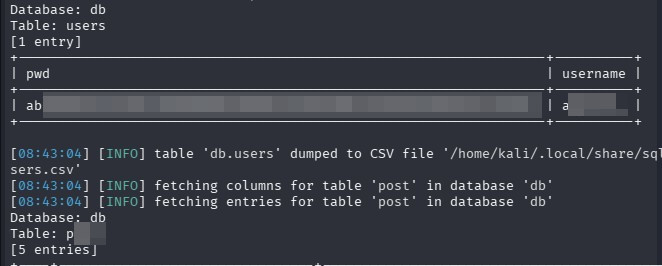 Database: db
Table: users
[1 entry]
| pwd | username |
| ab
[08:43:04] [INFO] table 'db.users' dumped to CSV file '/home/kali/.local/share/sql
sers.csv'
[08:43:04] [INFO] fetching columns for table 'post' in database 'db'
[08:43:04] [INFO] fetching entries for table 'post' in database 'db'
Database: db
Table: p
[5 entries]